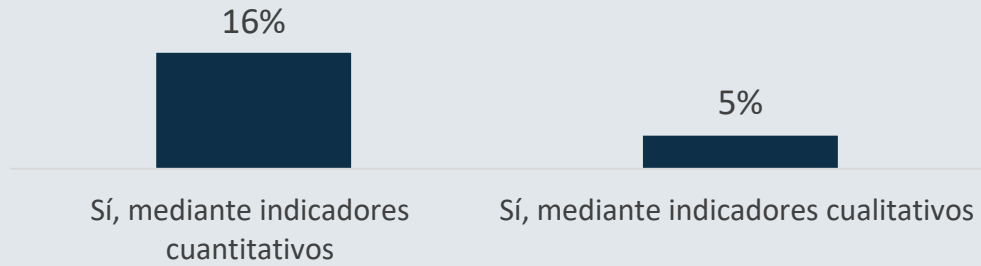 16%
5%
Sí, mediante indicadores
cuantitativos
Sí, mediante indicadores cualitativos